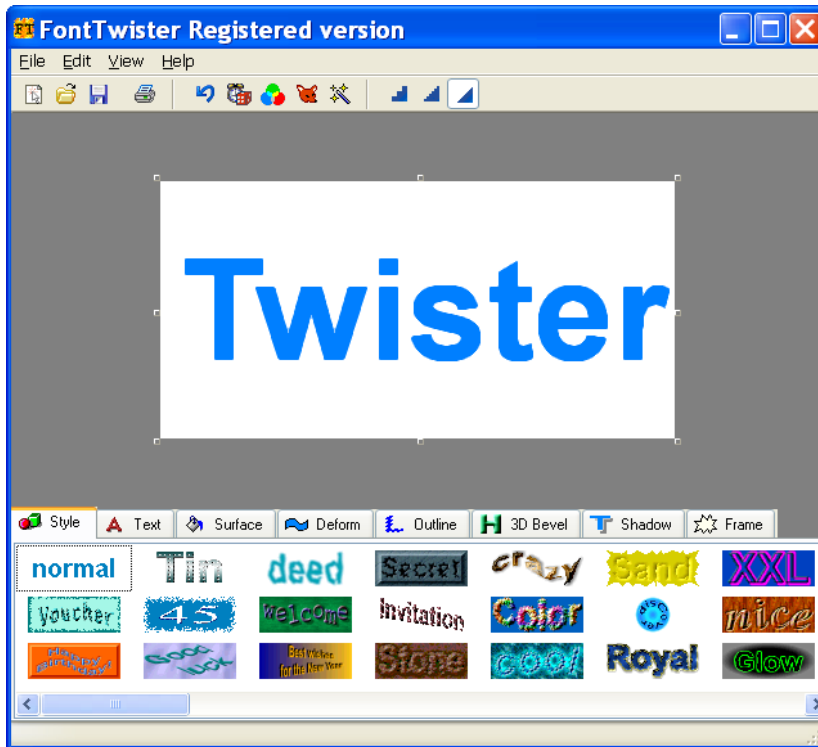 FontTwister Registered version
File Edit View Help
Twister
Style Text Surface Deform Outline 3D Bevel Shadow Frame
normal Tin deed Secret crazy Sand XXL
Voucher 45 Welcome Invitation Color nice
Good luck Best wishes for the New Year Stone cool Royal Glow